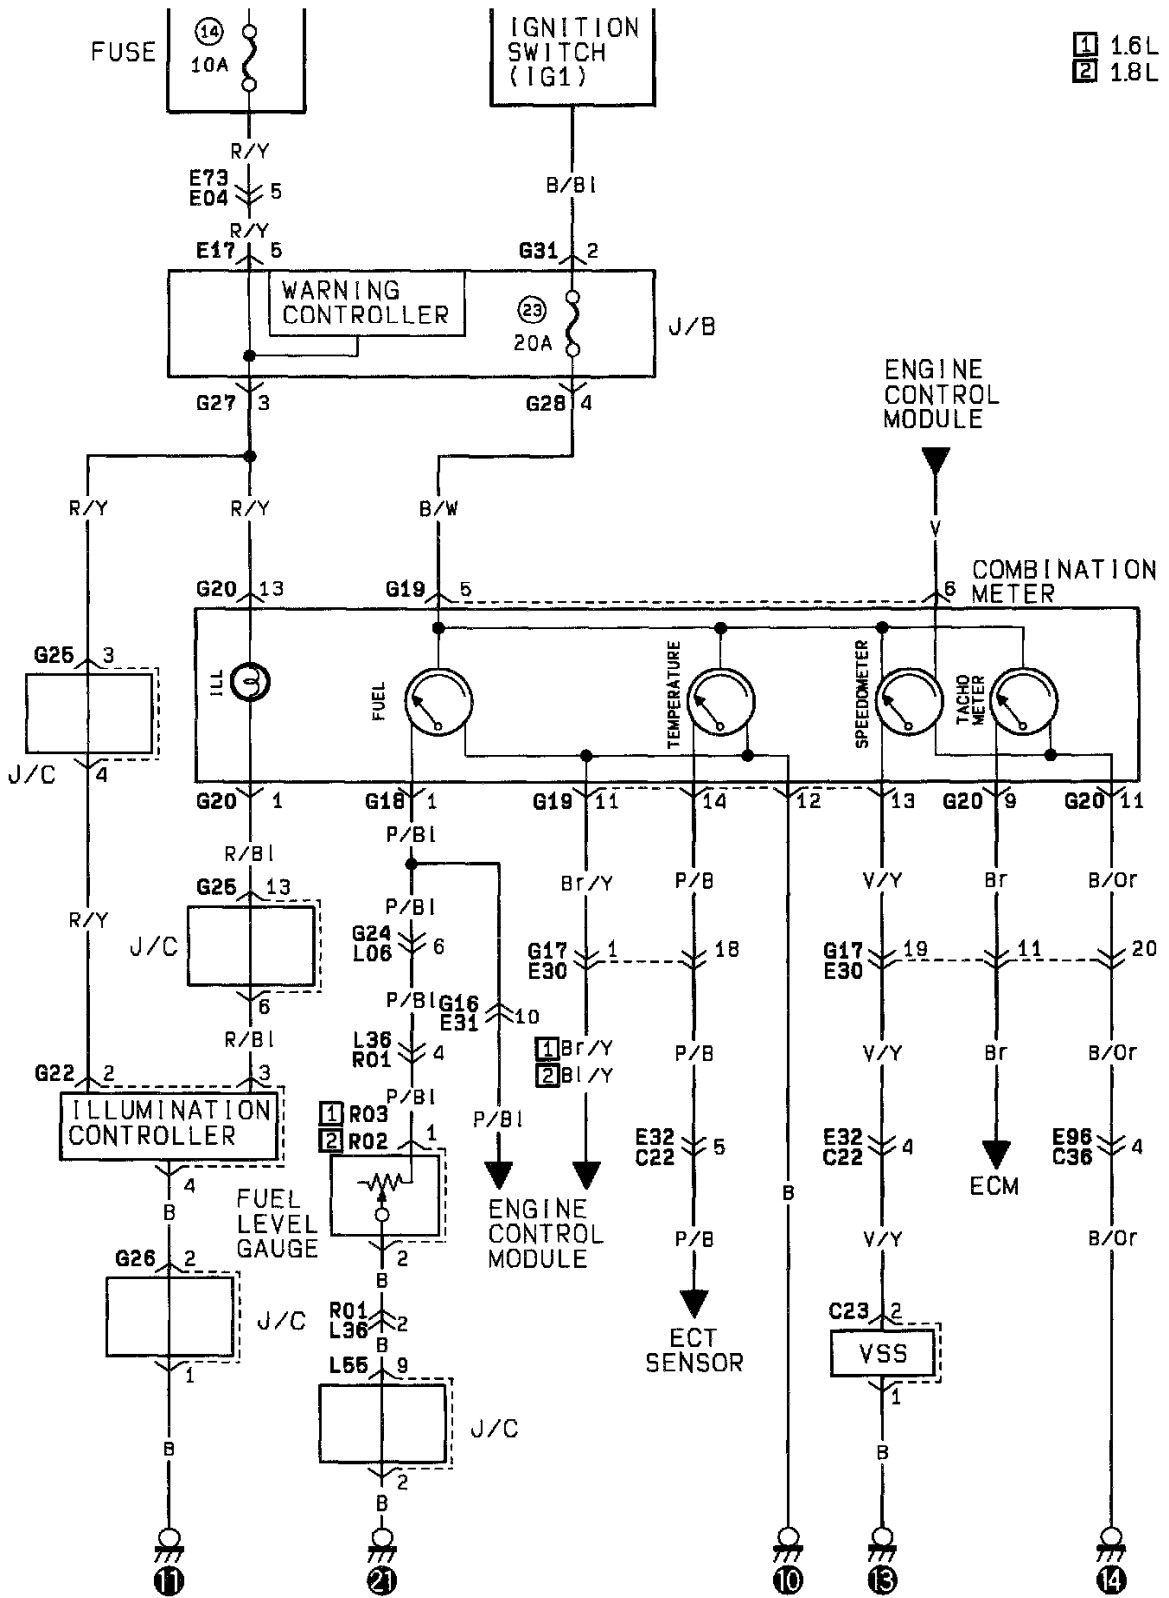 FUSE
14
10A
IGNITION
SWITCH
(IG1)
1 1.6L
2 1.8L
R/Y
B/Bl
E73
E04
5
R/Y
E17 5
G31 2
WARNING
CONTROLLER
23
20A
J/B
G27 3
G28 4
ENGINE
CONTROL
MODULE
R/Y
R/Y
B/W
V
COMBINATION
METER
G20 13
G19 5
6
G25 3
ILL
FUEL
TEMPERATURE
SPEEDOMETER
TACHO
METER
J/C
4
G20 1
G18 1
G19 11
14
12
13
G20 9
G20 11
P/Bl
R/Bl
G25 13
P/Bl
Br/Y
P/B
V/Y
Br
B/Or
R/Y
J/C
G24
L06
6
G17
E30
1
18
G17
E30
19
11
20
6
P/Bl
G16
E31
10
R/Bl
L36
R01
4
1 Br/Y
2 Bl/Y
P/B
V/Y
Br
B/Or
G22 2
3
ILLUMINATION
CONTROLLER
P/Bl
1 R03
2 R02
1
P/Bl
E32
C22
5
E32
C22
4
E96
C36
4
4
B
FUEL
LEVEL
GAUGE
ENGINE
CONTROL
MODULE
ECM
B
G26 2
2
B
P/B
V/Y
B/Or
J/C
R01
L36
2
B
C23 2
ECT
SENSOR
VSS
1
L55 9
1
J/C
B
2
B
B
11
21
10
13
14